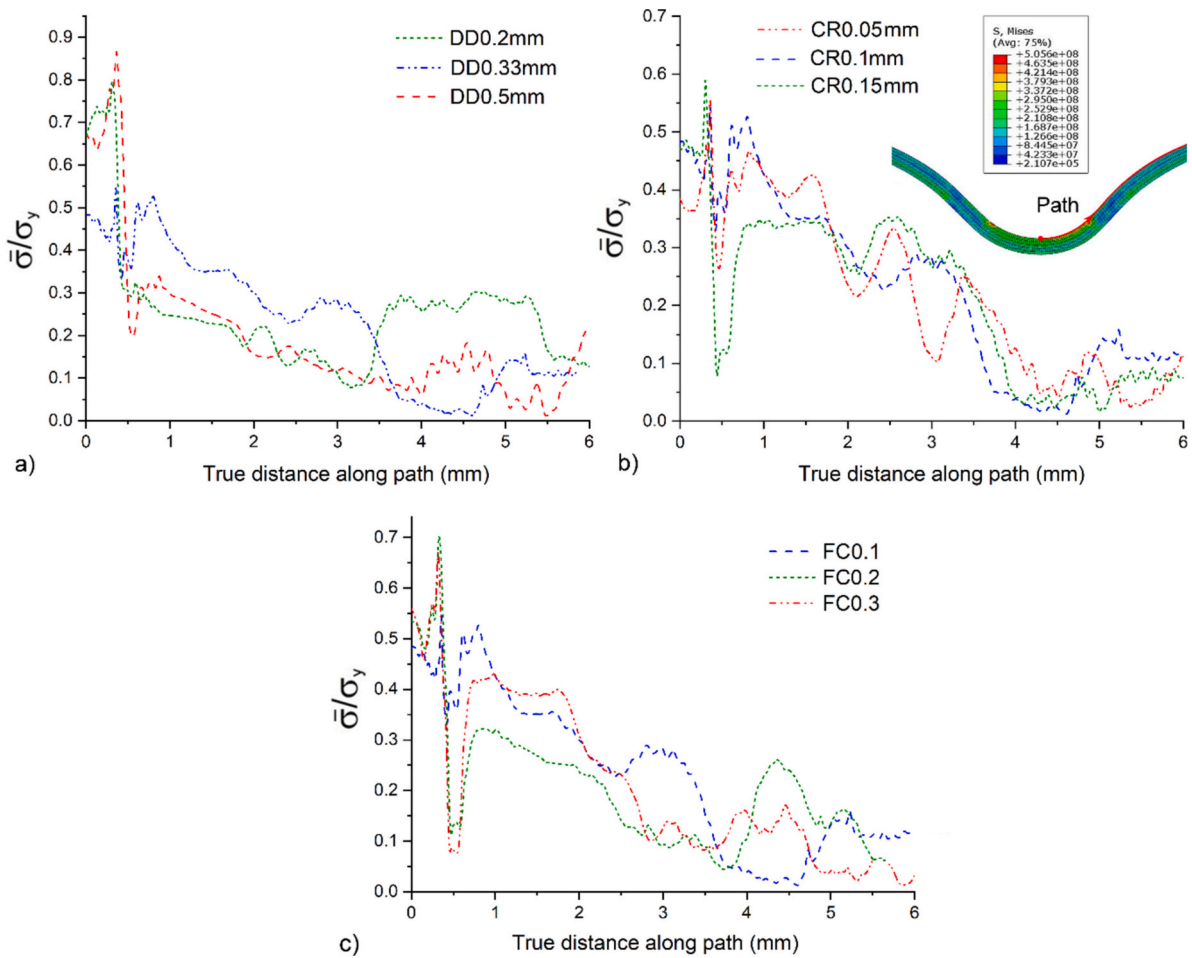 DD0.2mm
DD0.33mm
DD0.5mm
0.9
0.8
0.7
0.6
0.5
0.4
0.3
0.2
0.1
0.0
σ̄/σy
0 1 2 3 4 5 6
True distance along path (mm)
a)
CR0.05mm
CR0.1mm
CR0.15mm
S, Mises
(Avg: 75%)
+5.056e+08
+4.635e+08
+4.214e+08
+3.793e+08
+3.372e+08
+2.950e+08
+2.529e+08
+2.108e+08
+1.687e+08
+1.266e+08
+8.445e+07
+4.233e+07
+2.107e+05
Path
0.7
0.6
0.5
0.4
0.3
0.2
0.1
0.0
σ̄/σy
0 1 2 3 4 5 6
True distance along path (mm)
b)
FC0.1
FC0.2
FC0.3
0.7
0.6
0.5
0.4
0.3
0.2
0.1
0.0
σ̄/σy
0 1 2 3 4 5 6
True distance along path (mm)
c)